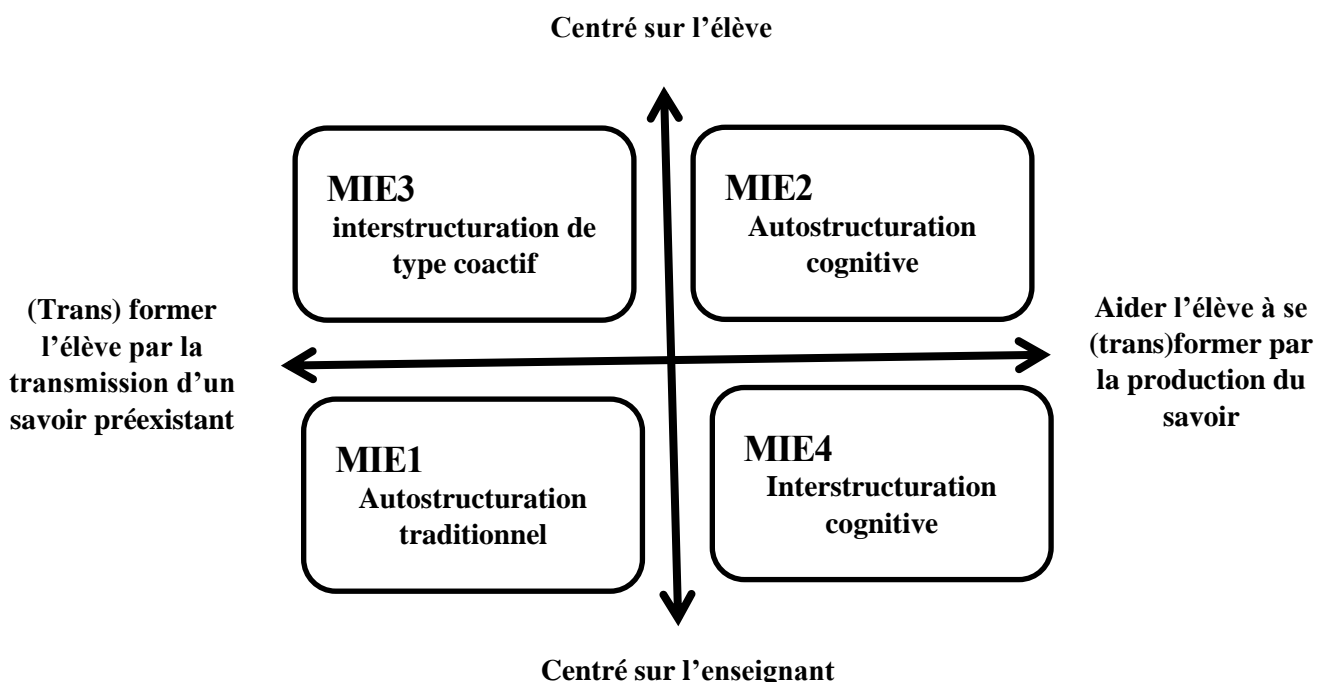 Centré sur l’élève
MIE3
interstructuration de
type coactif
MIE2
Autostructuration
cognitive
(Trans) former
l’élève par la
transmission d’un
savoir préexistant
Aider l’élève à se
(trans)former par
la production du
savoir
MIE1
Autostructuration
traditionnel
MIE4
Interstructuration
cognitive
Centré sur l’enseignant